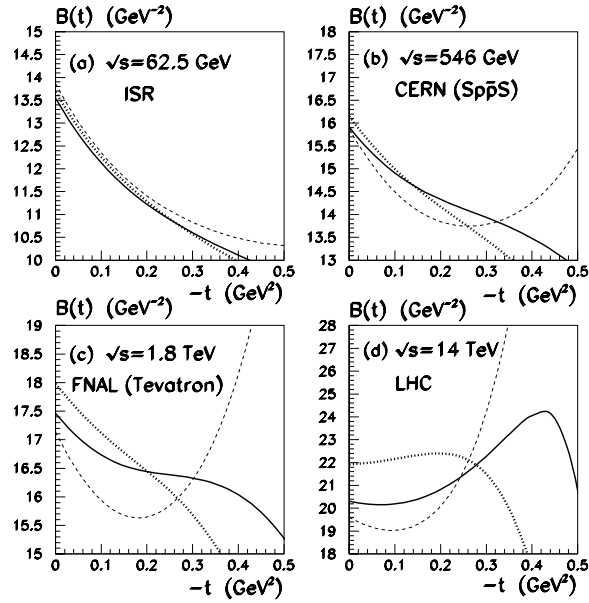 B(t) (GeV⁻²)
(a) √s=62.5 GeV
ISR
15
14.5
14
13.5
13
12.5
12
11.5
11
10.5
10
0 0.1 0.2 0.3 0.4 0.5
−t (GeV²)
B(t) (GeV⁻²)
(b) √s=546 GeV
CERN (Spp̄S)
18
17.5
17
16.5
16
15.5
15
14.5
14
13.5
13
0 0.1 0.2 0.3 0.4 0.5
−t (GeV²)
B(t) (GeV⁻²)
(c) √s=1.8 TeV
FNAL (Tevatron)
19
18.5
18
17.5
17
16.5
16
15.5
15
0 0.1 0.2 0.3 0.4 0.5
−t (GeV²)
B(t) (GeV⁻²)
(d) √s=14 TeV
LHC
28
27
26
25
24
23
22
21
20
19
18
0 0.1 0.2 0.3 0.4 0.5
−t (GeV²)